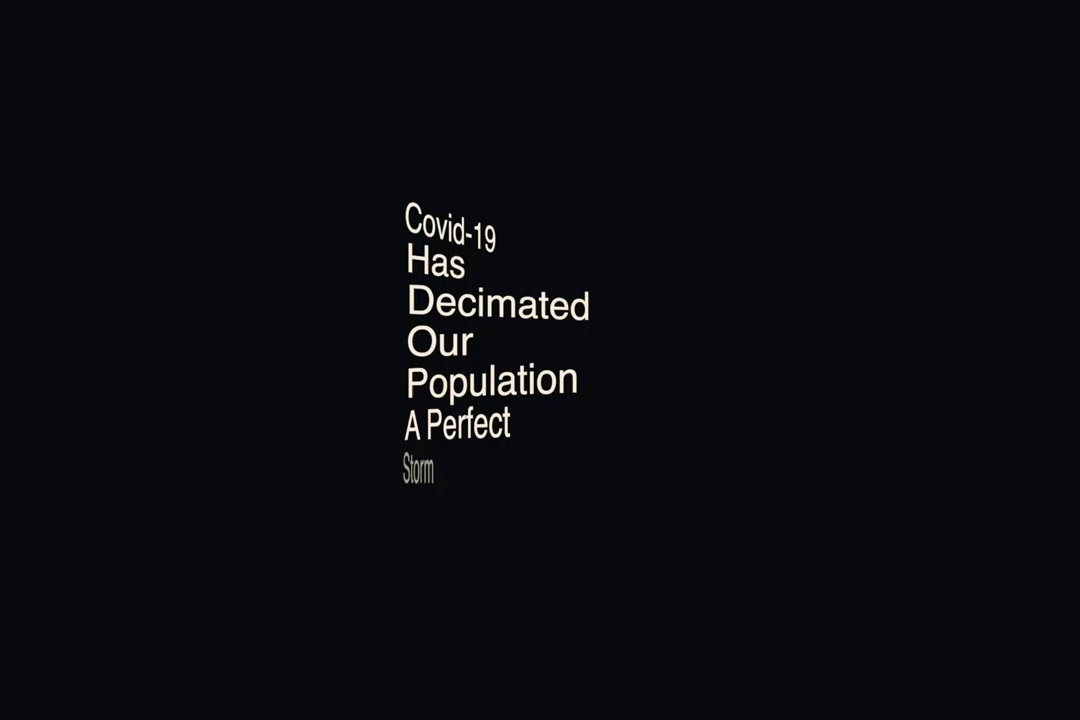 Covid-19
Has
Decimated
Our
Population
A Perfect
Storm